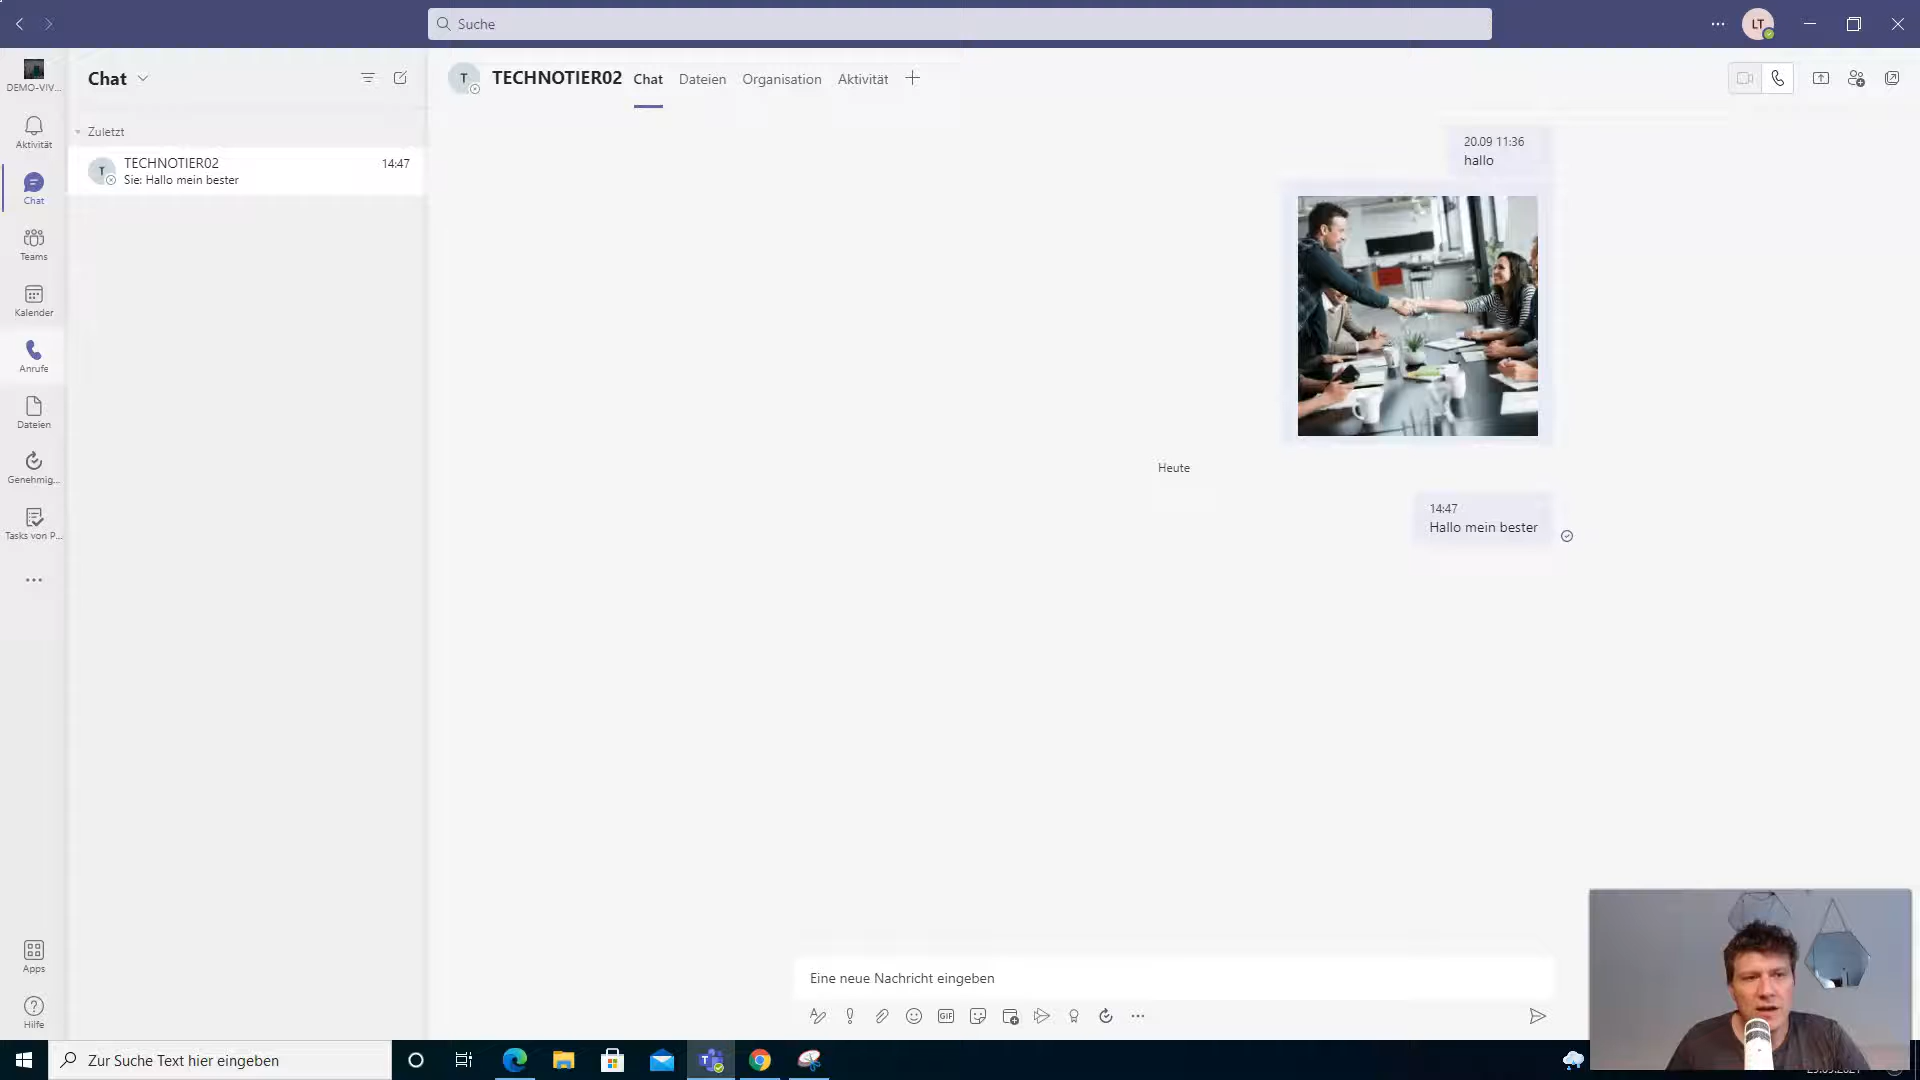 Suche
LT
DEMO-VIV...
Aktivität
Chat
Teams
Kalender
Anrufe
Dateien
Genehmig...
Tasks von P...
Apps
Hilfe
Chat
Zuletzt
T
TECHNOTIER02
14:47
Sie: Hallo mein bester
T
TECHNOTIER02
Chat
Dateien
Organisation
Aktivität
20.09 11:36
hallo
Heute
14:47
Hallo mein bester
Eine neue Nachricht eingeben
GIF
Zur Suche Text hier eingeben